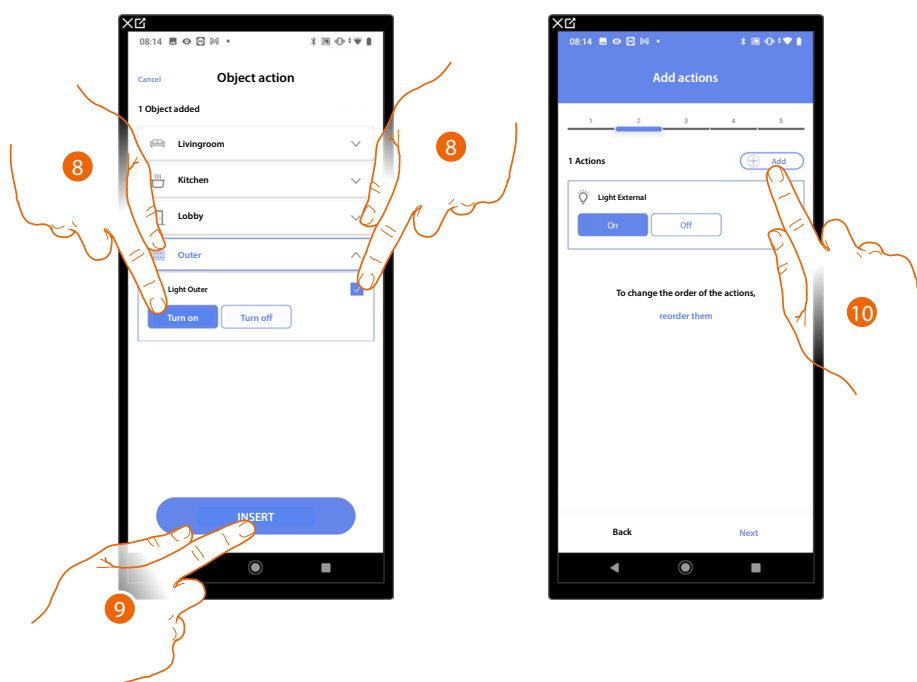 08:14
Cancel
Object action
1 Object added
Livingroom
Kitchen
Lobby
Outer
Light Outer
Turn on
Turn off
INSERT
8
8
9
08:14
Add actions
1 2 3 4 5
1 Actions
Add
Light External
On
Off
To change the order of the actions,
reorder them
Back
Next
10